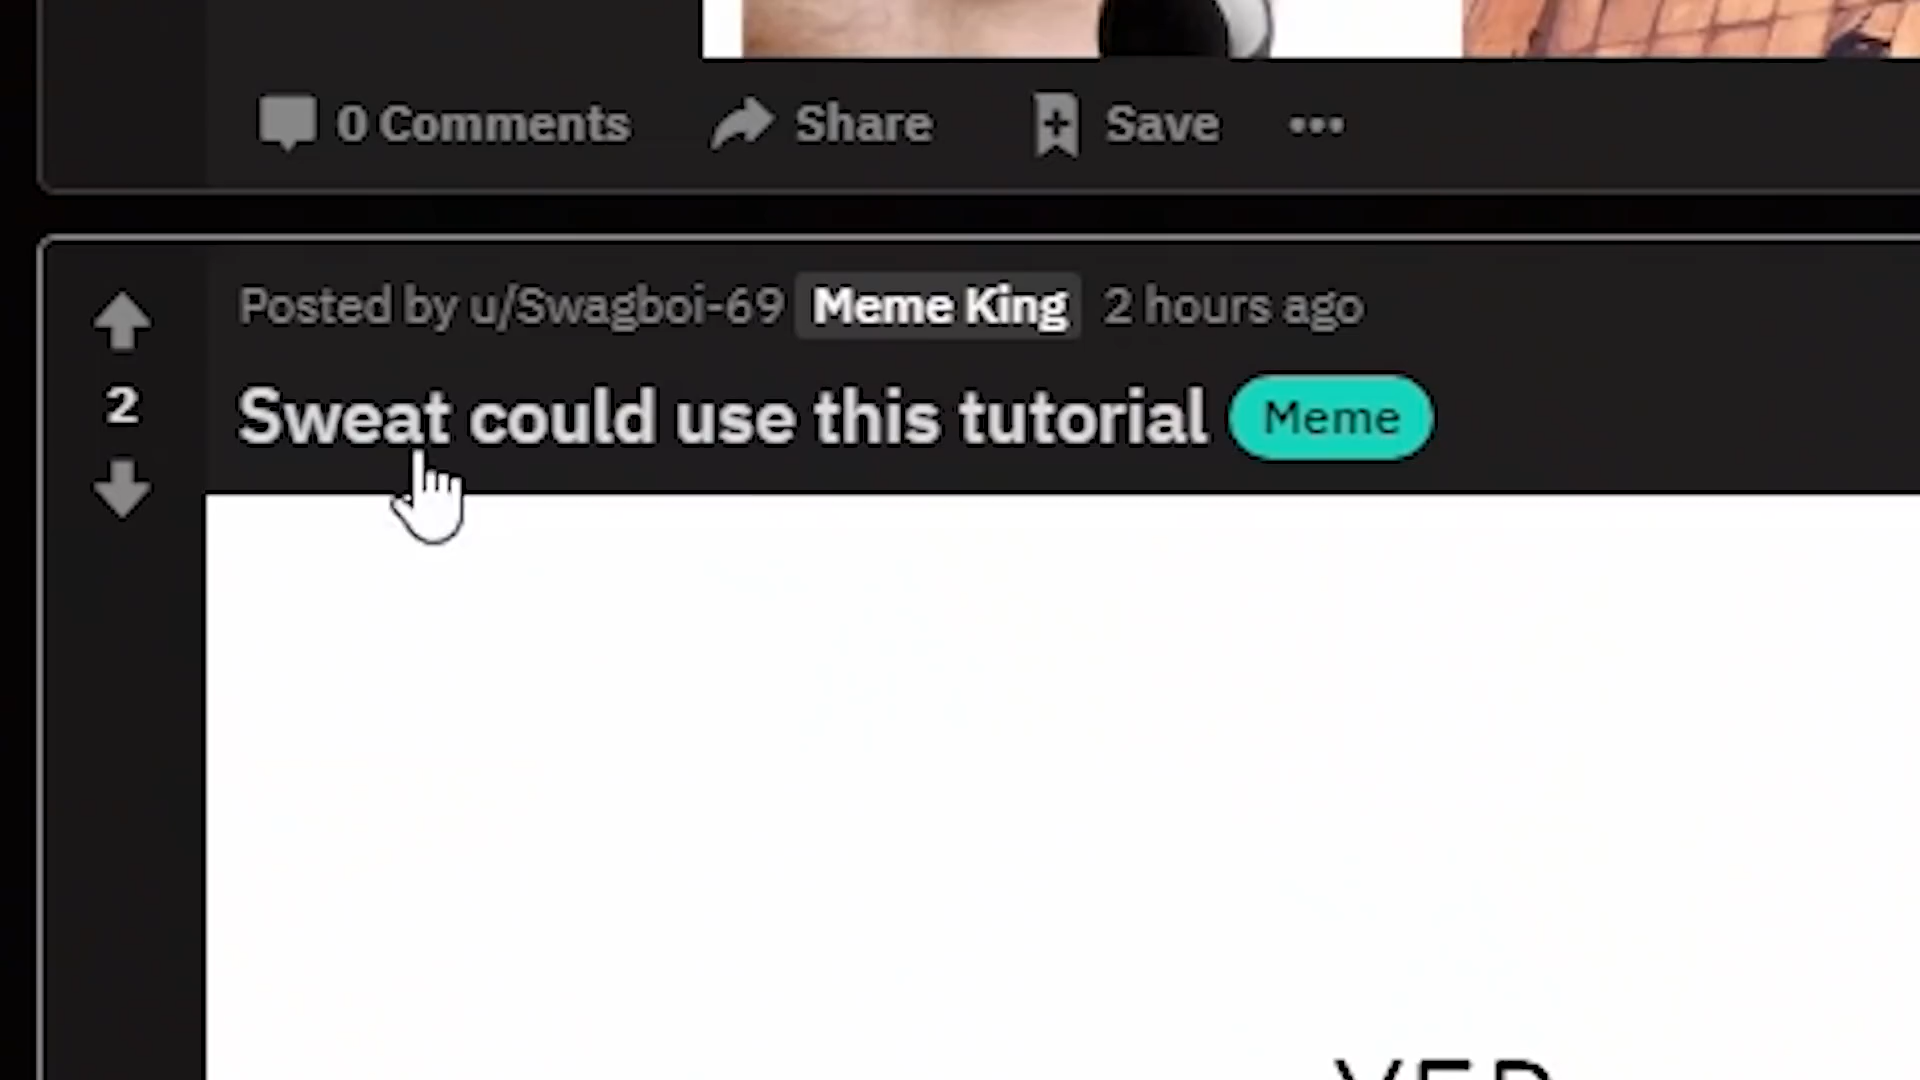 0 Comments Share Save
Posted by u/Swagboi-69 Meme King 2 hours ago
2
Sweat could use this tutorial Meme